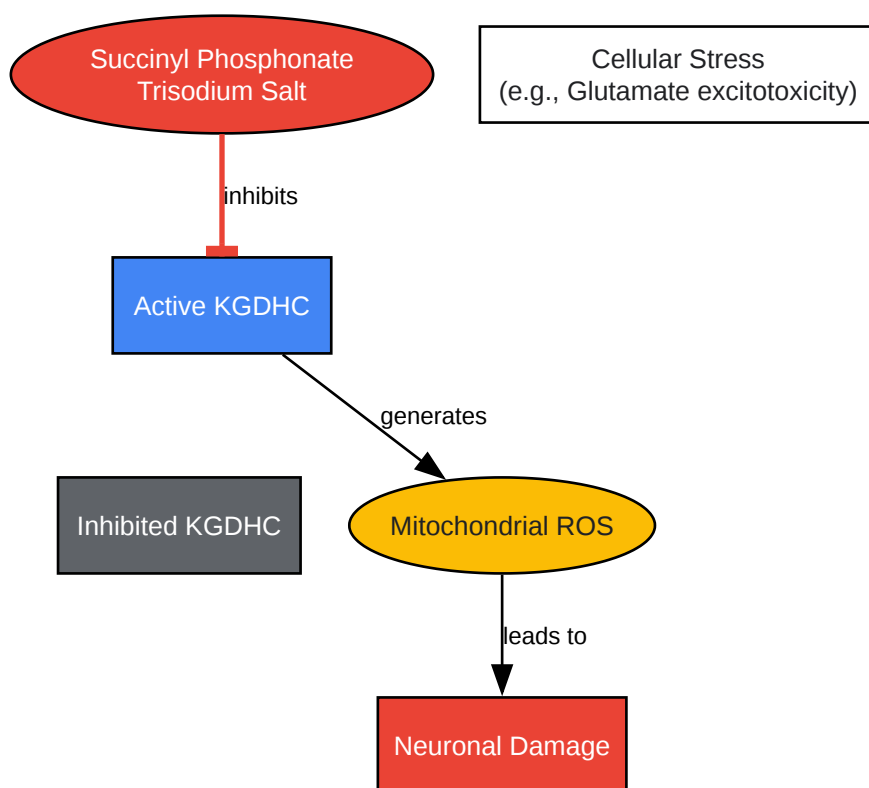 Succinyl Phosphonate
Trisodium Salt
Cellular Stress
(e.g., Glutamate excitotoxicity)
inhibits
Active KGDHC
generates
Inhibited KGDHC
Mitochondrial ROS
leads to
Neuronal Damage